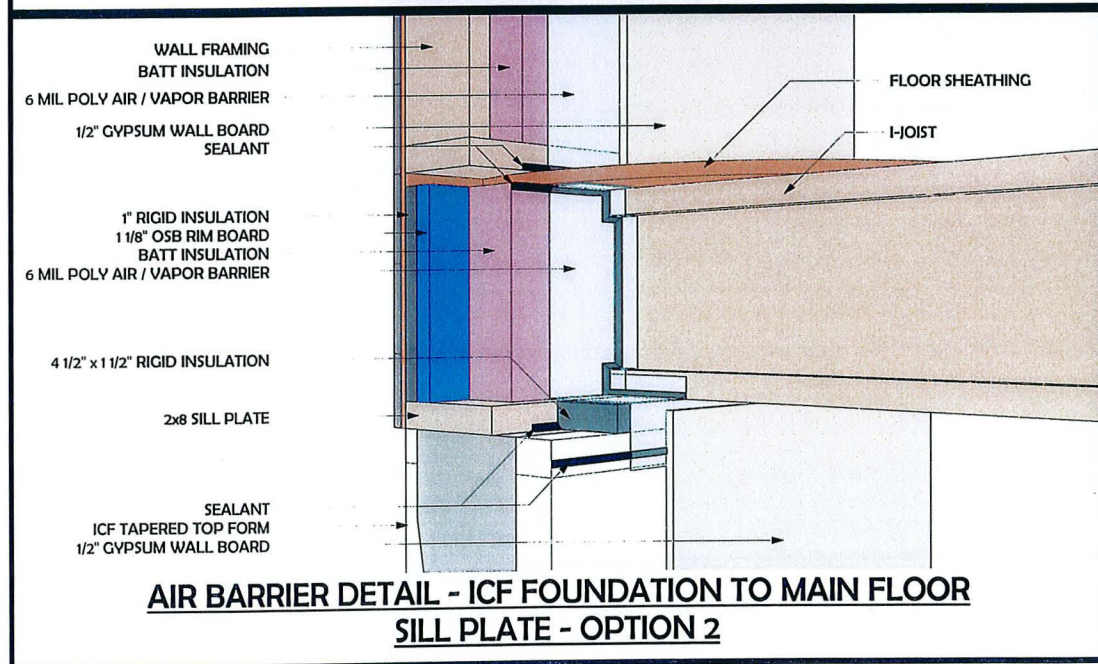 WALL FRAMING
BATT INSULATION
6 MIL POLY AIR / VAPOR BARRIER
1/2" GYPSUM WALL BOARD
SEALANT
FLOOR SHEATHING
I-JOIST
1" RIGID INSULATION
1 1/8" OSB RIM BOARD
BATT INSULATION
6 MIL POLY AIR / VAPOR BARRIER
4 1/2" x 1 1/2" RIGID INSULATION
2x8 SILL PLATE
SEALANT
ICF TAPERED TOP FORM
1/2" GYPSUM WALL BOARD
AIR BARRIER DETAIL - ICF FOUNDATION TO MAIN FLOOR
SILL PLATE - OPTION 2